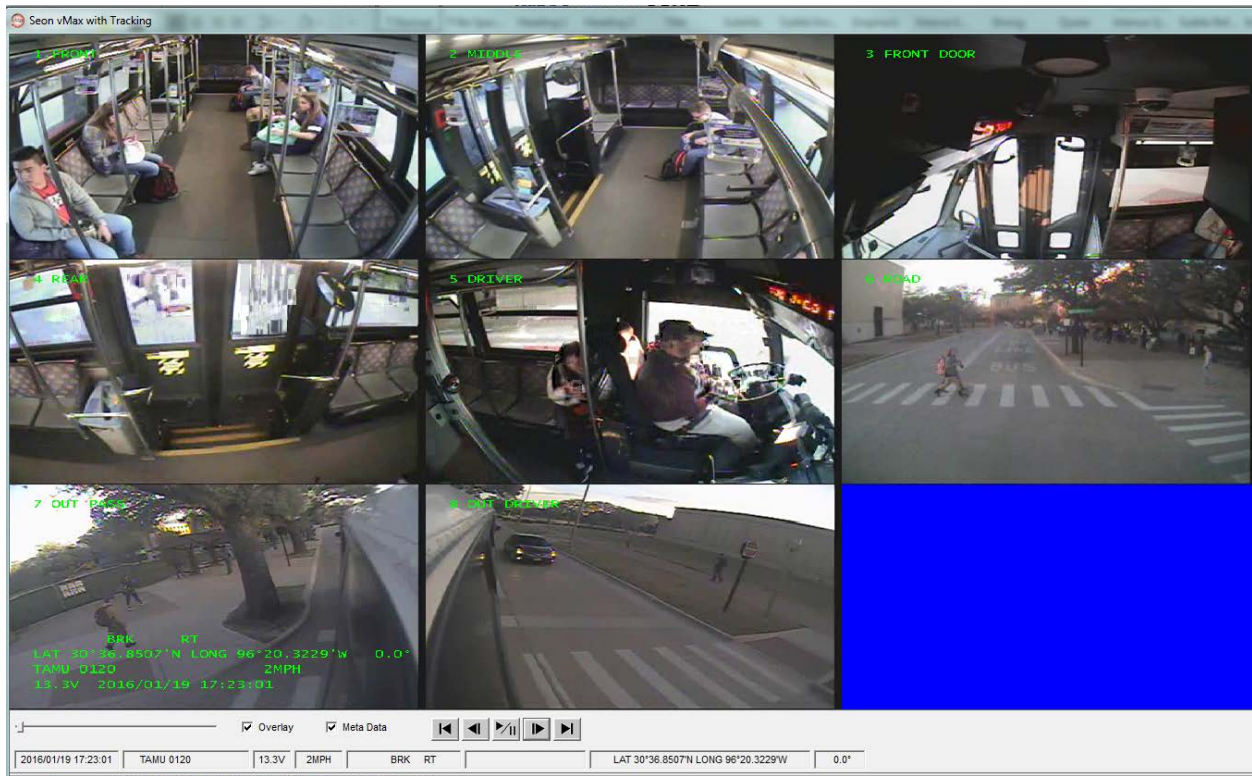 Seon vMax with Tracking
1 FRONT
2 MIDDLE
3 FRONT DOOR
4 REAR
5 DRIVER
6 ROAD
BUS
7 OUT PASS
8 OUT DRIVER
BRK RT
LAT 30°36.8507'N LONG 96°20.3229'W 0.0°
TAMU 0120 2MPH
13.3V 2016/01/19 17:23:01
Overlay
Meta Data
2016/01/19 17:23:01 TAMU 0120 13.3V 2MPH BRK RT LAT 30°36.8507'N LONG 96°20.3229'W 0.0°